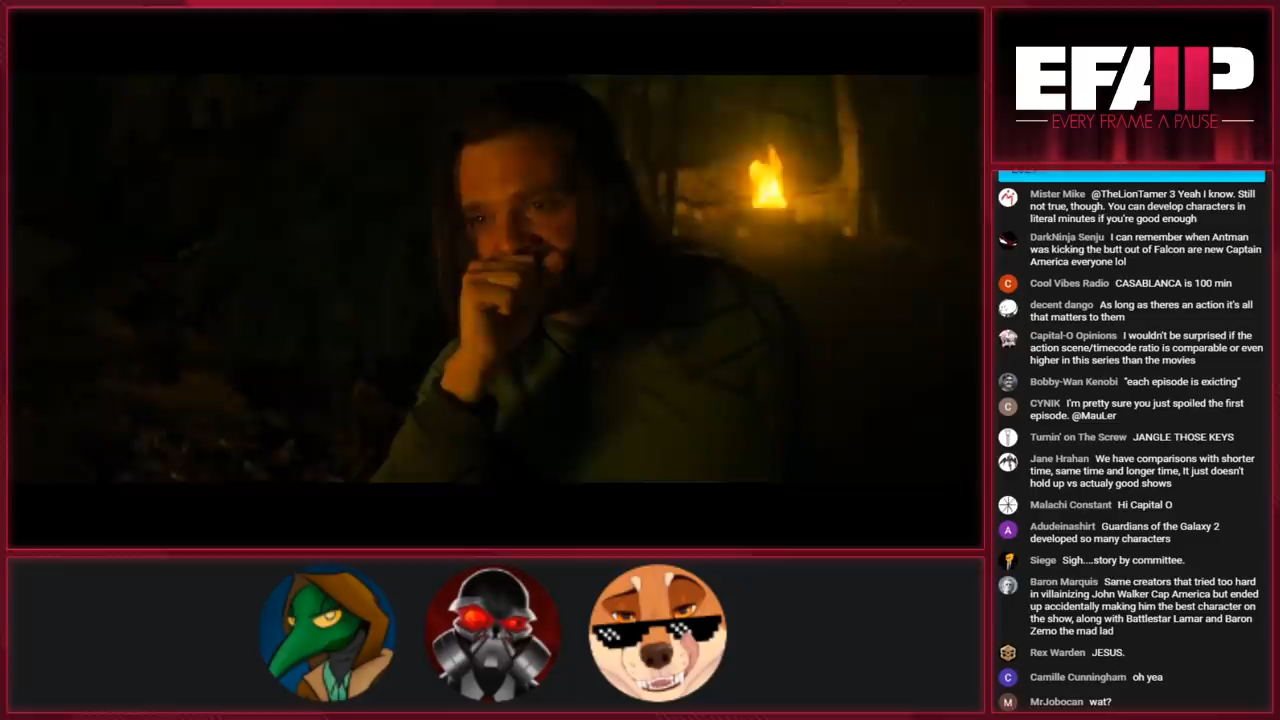 EFAP
EVERY FRAME A PAUSE
Mister Mike @TheLionTamer 3 Yeah I know. Still
not true, though. You can develop characters in
literal minutes if you're good enough
DarkNinja Senju I can remember when Antman
was kicking the butt out of Falcon are new Captain
America everyone lol
C
Cool Vibes Radio CASABLANCA is 100 min
decent dango As long as theres an action it's all
that matters to them
Capital-O Opinions I wouldn't be surprised if the
action scene/timecode ratio is comparable or even
higher in this series than the movies
Bobby-Wan Kenobi "each episode is exicting"
C
CYNIK I'm pretty sure you just spoiled the first
episode. @MauLer
Turnin' on The Screw JANGLE THOSE KEYS
Jane Hrahan We have comparisons with shorter
time, same time and longer time, It just doesn't
hold up vs actualy good shows
Malachi Constant Hi Capital O
A
Adudeinashirt Guardians of the Galaxy 2
developed so many characters
Siege Sigh....story by committee.
Baron Marquis Same creators that tried too hard
in villainizing John Walker Cap America but ended
up accidentally making him the best character on
the show, along with Battlestar Lamar and Baron
Zemo the mad lad
Rex Warden JESUS.
C
Camille Cunningham oh yea
M
MrJobocan wat?